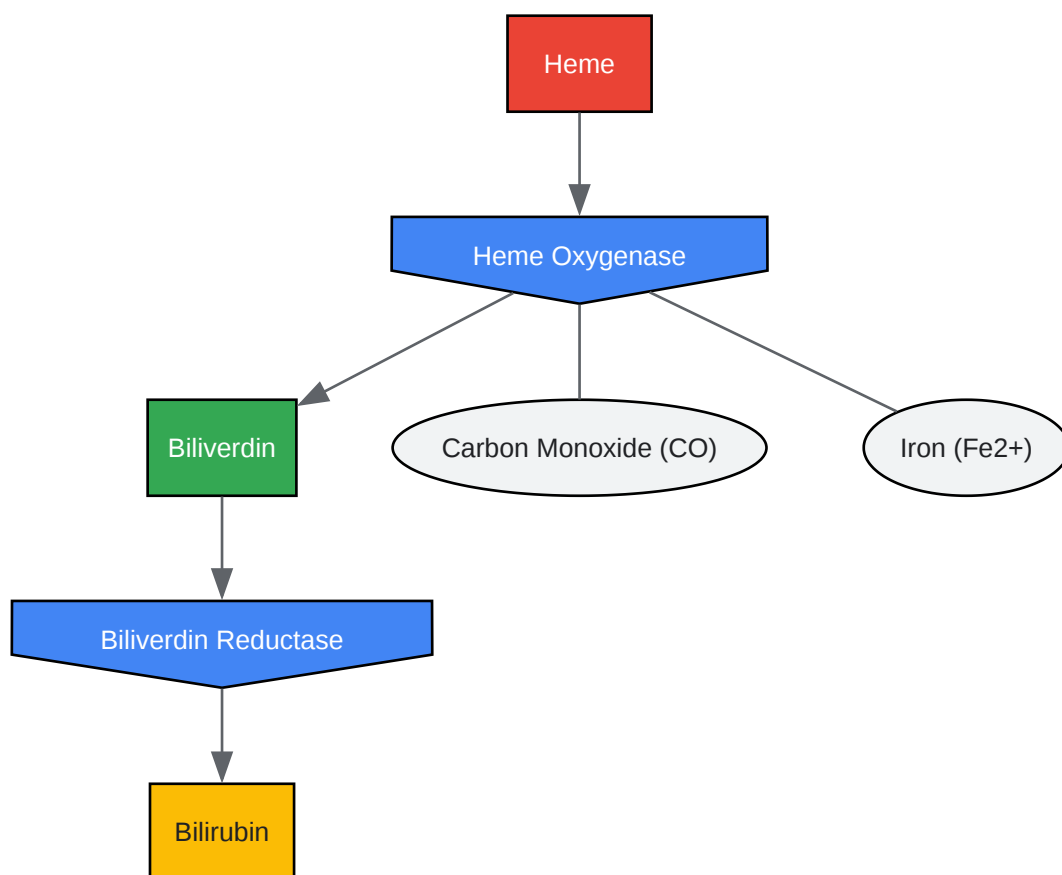 Heme
Heme Oxygenase
Biliverdin
Carbon Monoxide (CO)
Iron (Fe2+)
Biliverdin Reductase
Bilirubin